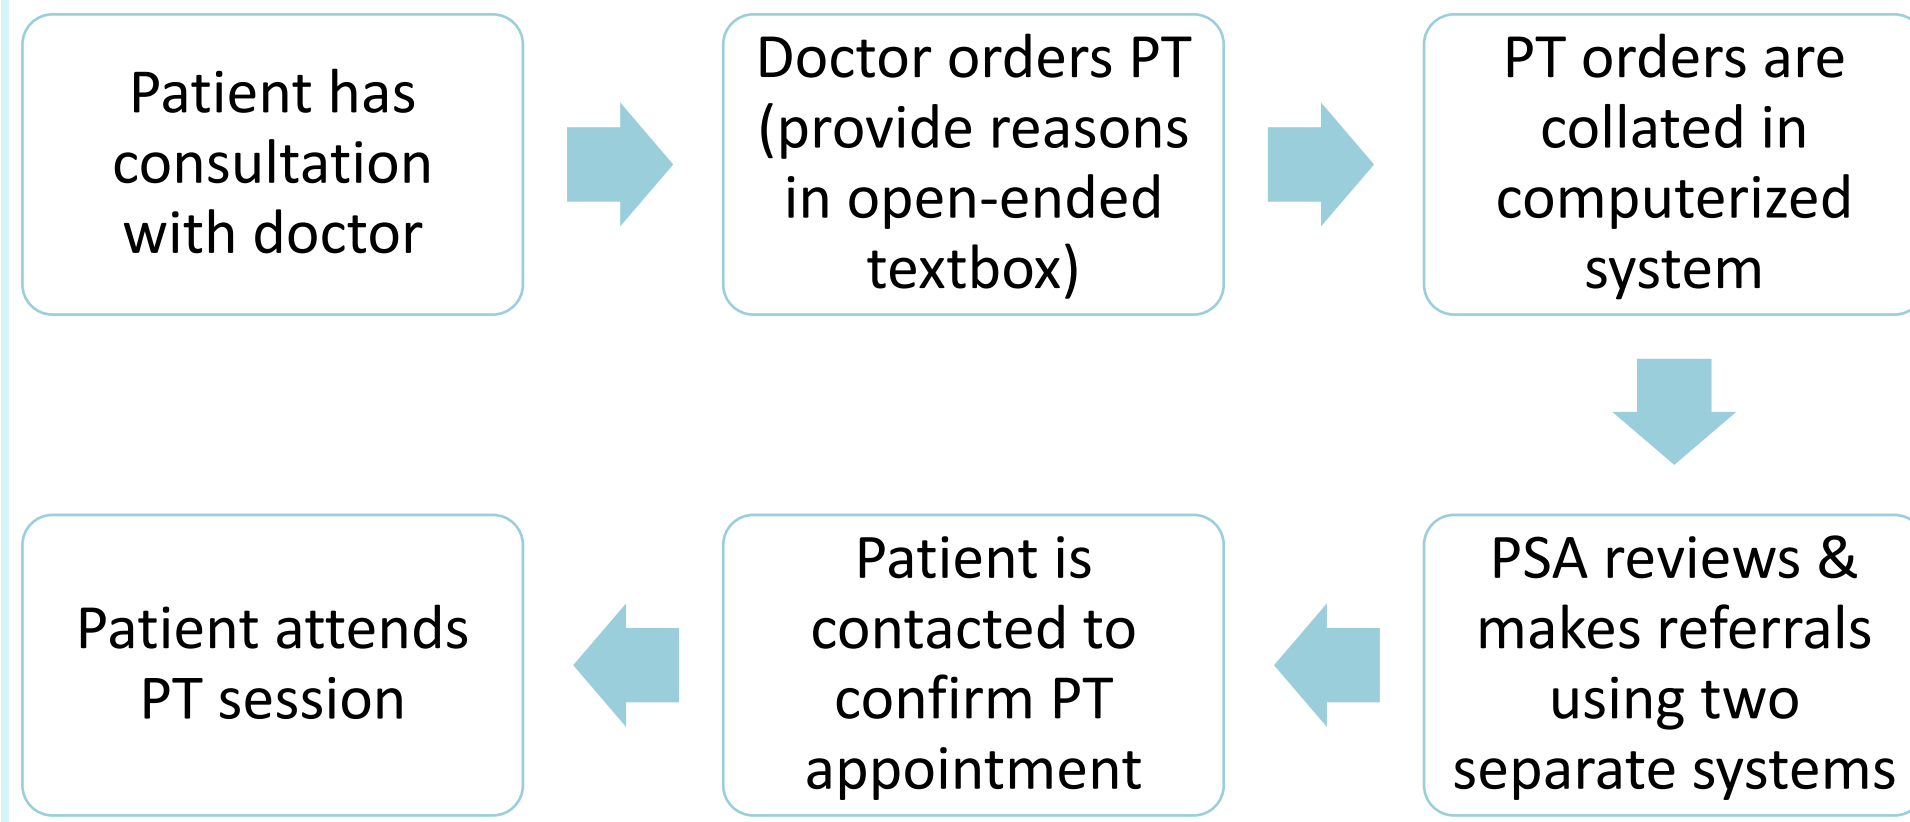 Patient has
consultation
with doctor
Doctor orders PT
(provide reasons
in open-ended
textbox)
PT orders are
collated in
computerized
system
PSA reviews &
makes referrals
using two
separate systems
Patient is
contacted to
confirm PT
appointment
Patient attends
PT session